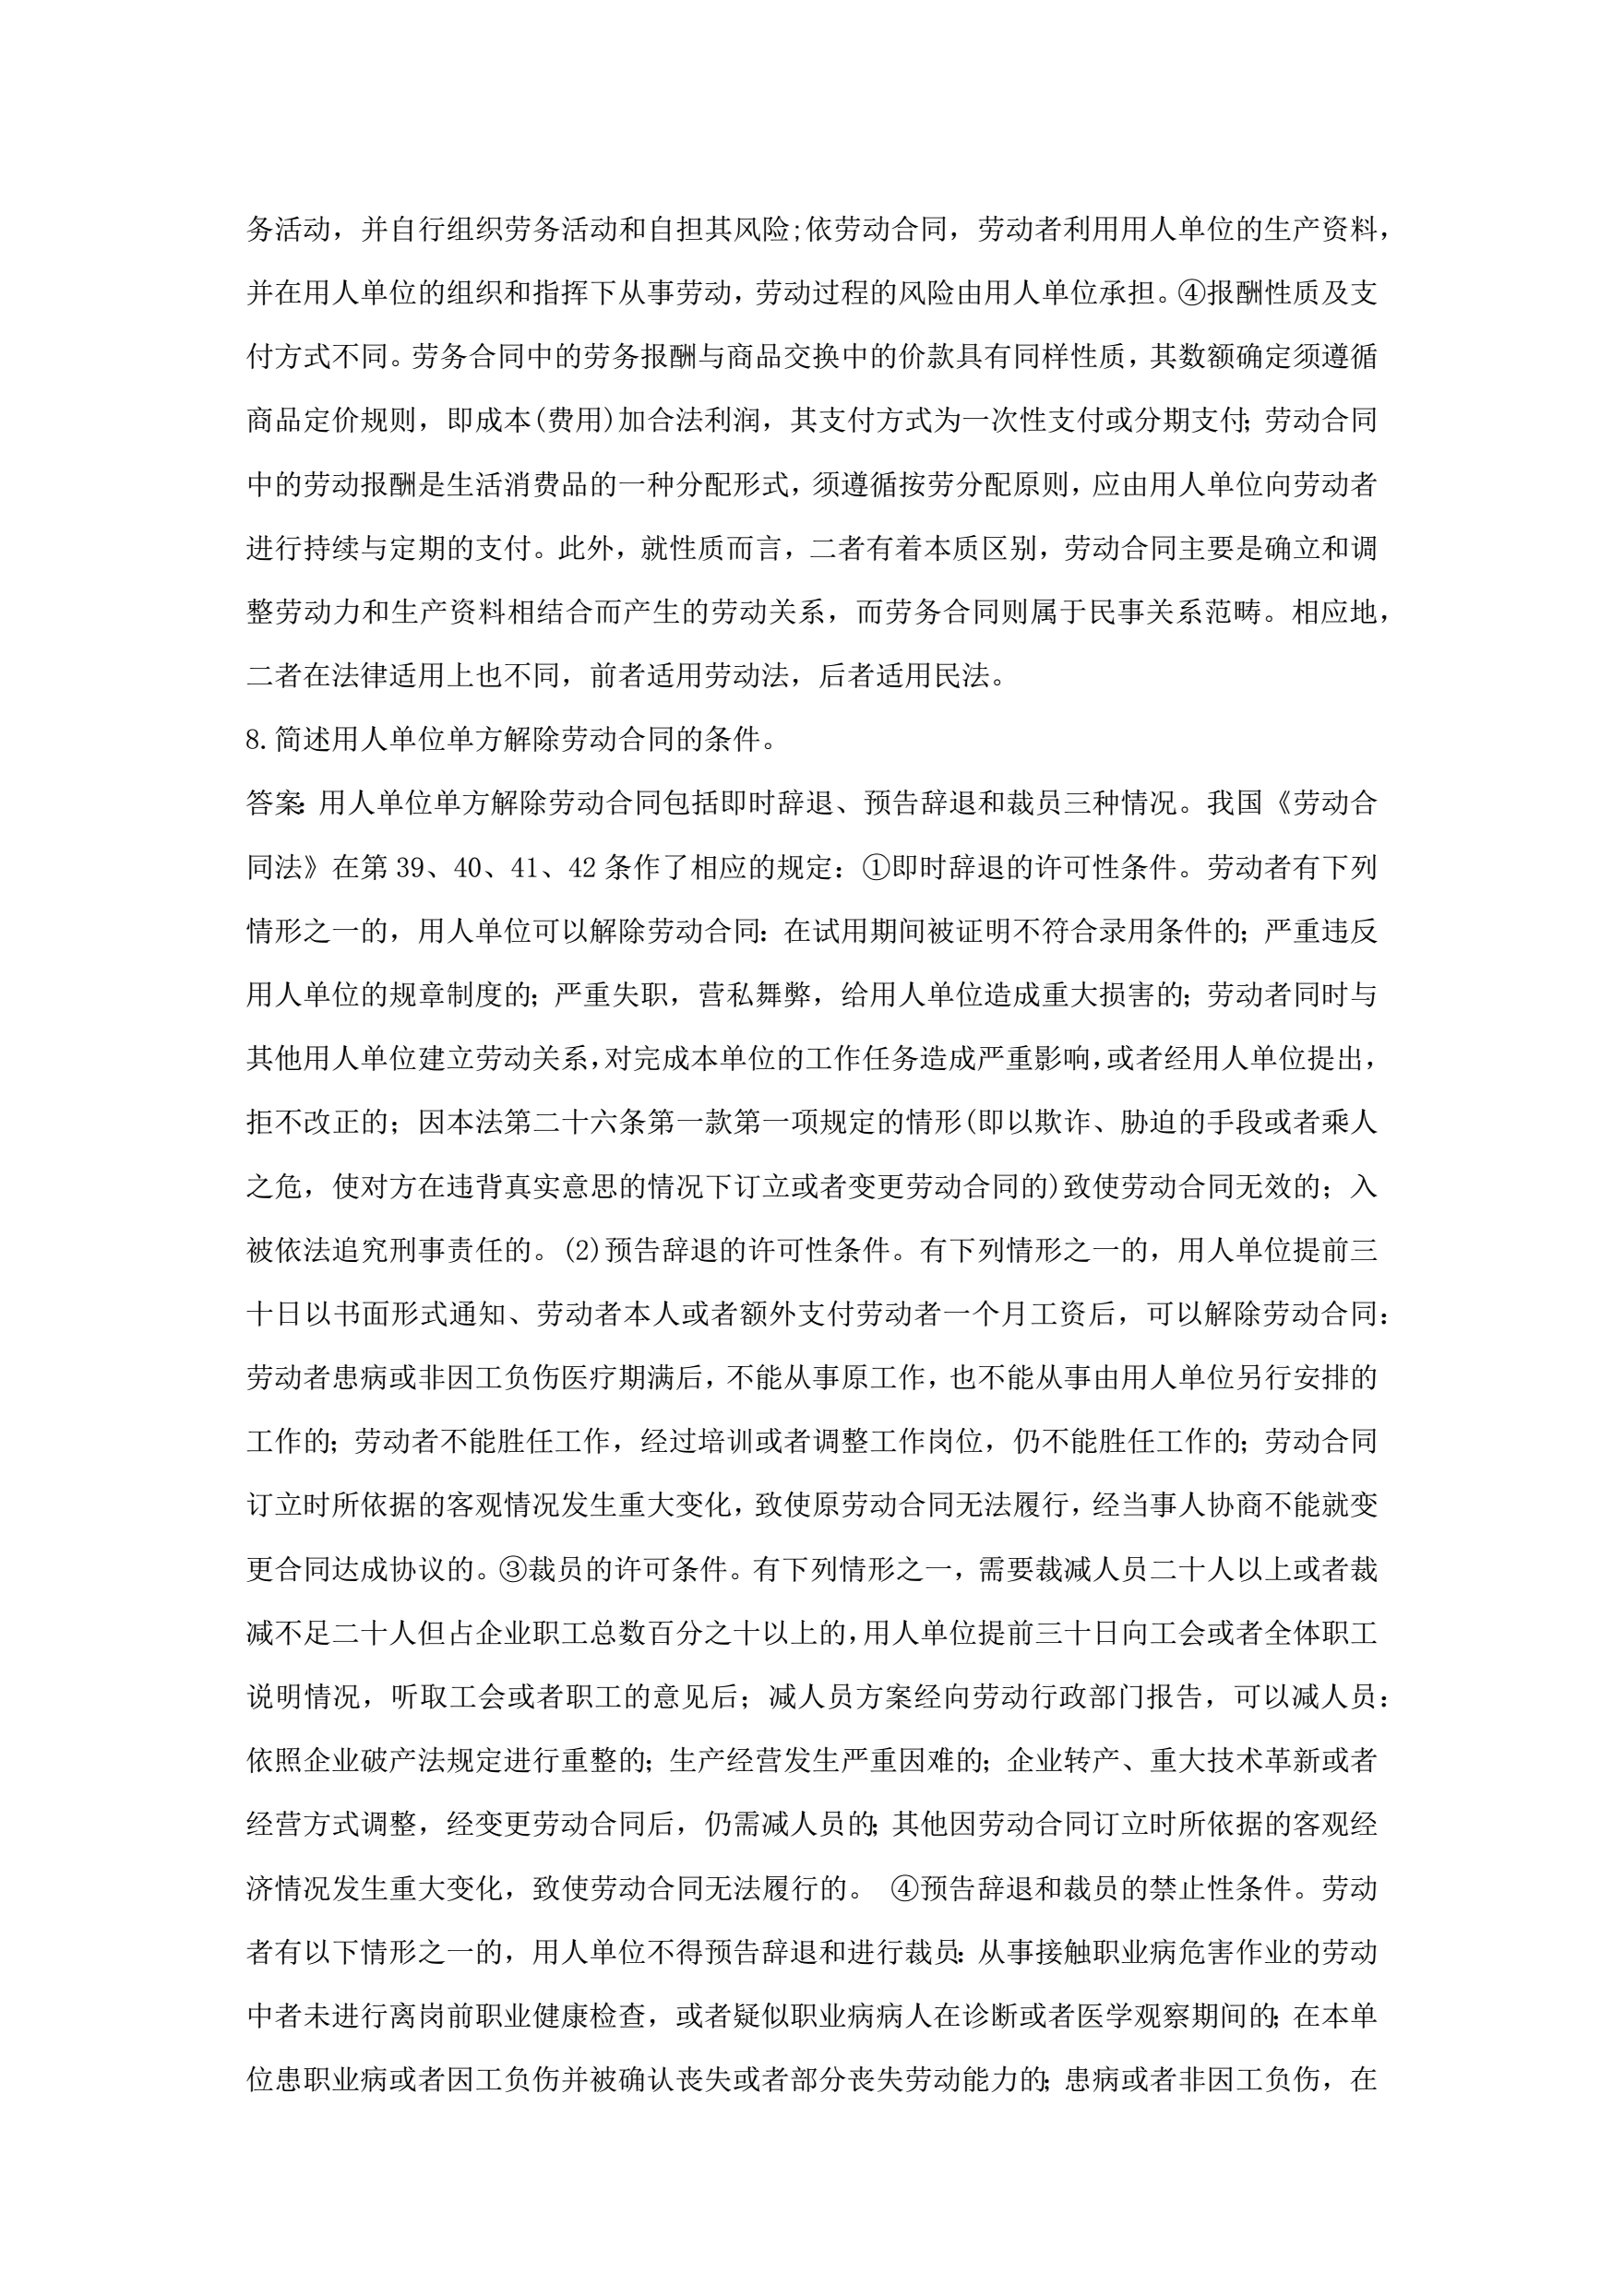 务活动，并自行组织劳务活动和自担其风险;依劳动合同，劳动者利用用人单位的生产资料，
并在用人单位的组织和指挥下从事劳动，劳动过程的风险由用人单位承担。④报酬性质及支
付方式不同。劳务合同中的劳务报酬与商品交换中的价款具有同样性质，其数额确定须遵循
商品定价规则，即成本(费用)加合法利润，其支付方式为一次性支付或分期支付；劳动合同
中的劳动报酬是生活消费品的一种分配形式，须遵循按劳分配原则，应由用人单位向劳动者
进行持续与定期的支付。此外，就性质而言，二者有着本质区别，劳动合同主要是确立和调
整劳动力和生产资料相结合而产生的劳动关系，而劳务合同则属于民事关系范畴。相应地，
二者在法律适用上也不同，前者适用劳动法，后者适用民法。
8.简述用人单位单方解除劳动合同的条件。
答案：用人单位单方解除劳动合同包括即时辞退、预告辞退和裁员三种情况。我国《劳动合
同法》在第 39、40、41、42 条作了相应的规定：①即时辞退的许可性条件。劳动者有下列
情形之一的，用人单位可以解除劳动合同：在试用期间被证明不符合录用条件的；严重违反
用人单位的规章制度的；严重失职，营私舞弊，给用人单位造成重大损害的；劳动者同时与
其他用人单位建立劳动关系，对完成本单位的工作任务造成严重影响，或者经用人单位提出，
拒不改正的；因本法第二十六条第一款第一项规定的情形(即以欺诈、胁迫的手段或者乘人
之危，使对方在违背真实意思的情况下订立或者变更劳动合同的)致使劳动合同无效的；入
被依法追究刑事责任的。(2)预告辞退的许可性条件。有下列情形之一的，用人单位提前三
十日以书面形式通知、劳动者本人或者额外支付劳动者一个月工资后，可以解除劳动合同：
劳动者患病或非因工负伤医疗期满后，不能从事原工作，也不能从事由用人单位另行安排的
工作的；劳动者不能胜任工作，经过培训或者调整工作岗位，仍不能胜任工作的；劳动合同
订立时所依据的客观情况发生重大变化，致使原劳动合同无法履行，经当事人协商不能就变
更合同达成协议的。③裁员的许可条件。有下列情形之一，需要裁减人员二十人以上或者裁
减不足二十人但占企业职工总数百分之十以上的，用人单位提前三十日向工会或者全体职工
说明情况，听取工会或者职工的意见后；减人员方案经向劳动行政部门报告，可以减人员：
依照企业破产法规定进行重整的；生产经营发生严重困难的；企业转产、重大技术革新或者
经营方式调整，经变更劳动合同后，仍需减人员的；其他因劳动合同订立时所依据的客观经
济情况发生重大变化，致使劳动合同无法履行的。 ④预告辞退和裁员的禁止性条件。劳动
者有以下情形之一的，用人单位不得预告辞退和进行裁员：从事接触职业病危害作业的劳动
中者未进行离岗前职业健康检查，或者疑似职业病病人在诊断或者医学观察期间的；在本单
位患职业病或者因工负伤并被确认丧失或者部分丧失劳动能力的；患病或者非因工负伤，在